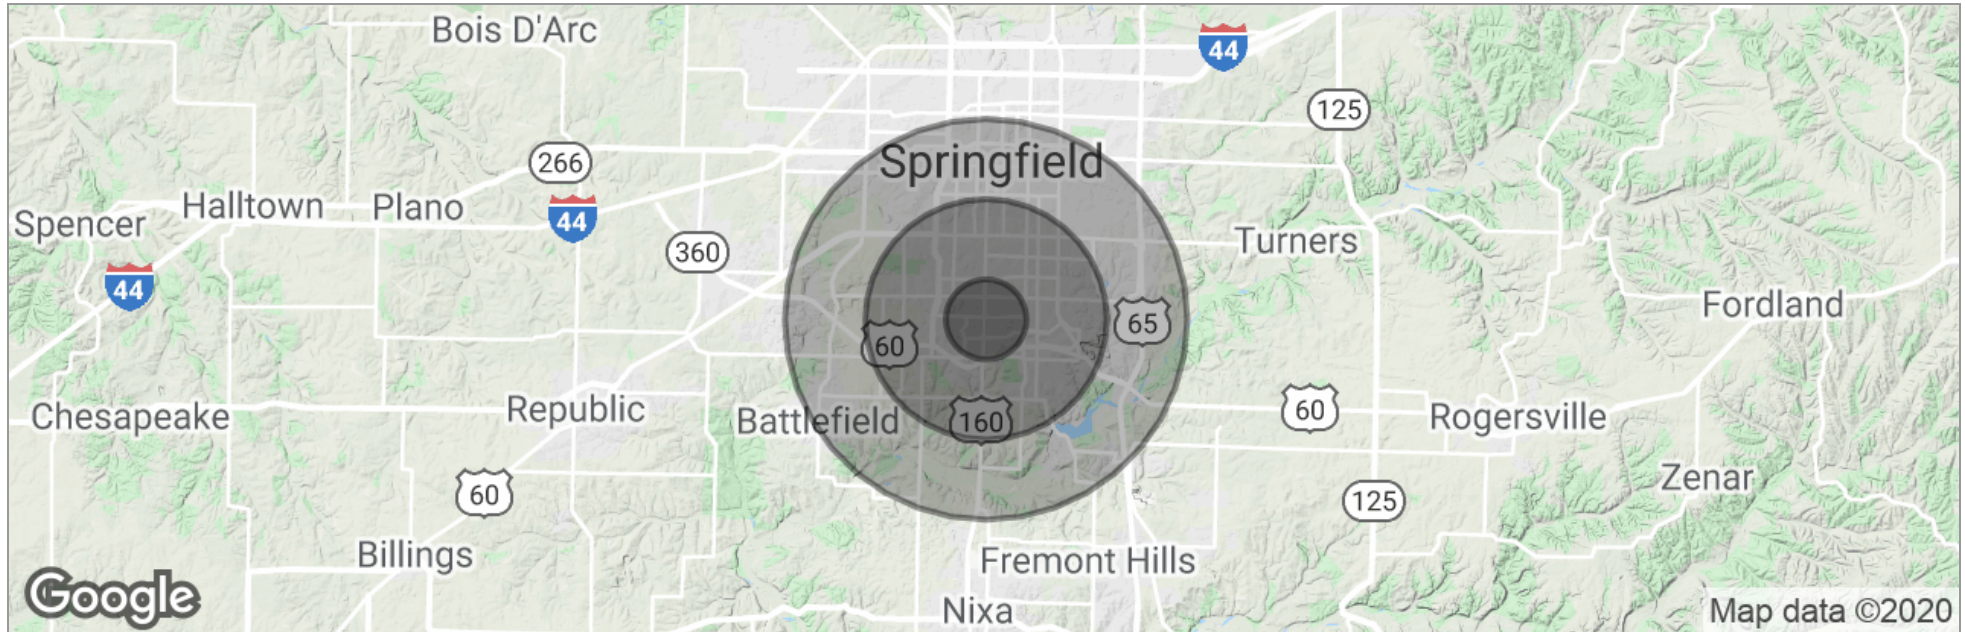 Bois D'Arc
44
125
Springfield
266
Halltown
Plano
Spencer
44
360
Turners
44
Fordland
65
60
Chesapeake
Republic
Battlefield
160
60
Rogersville
Zenar
60
125
Billings
Fremont Hills
Google
Nixa
Map data ©2020